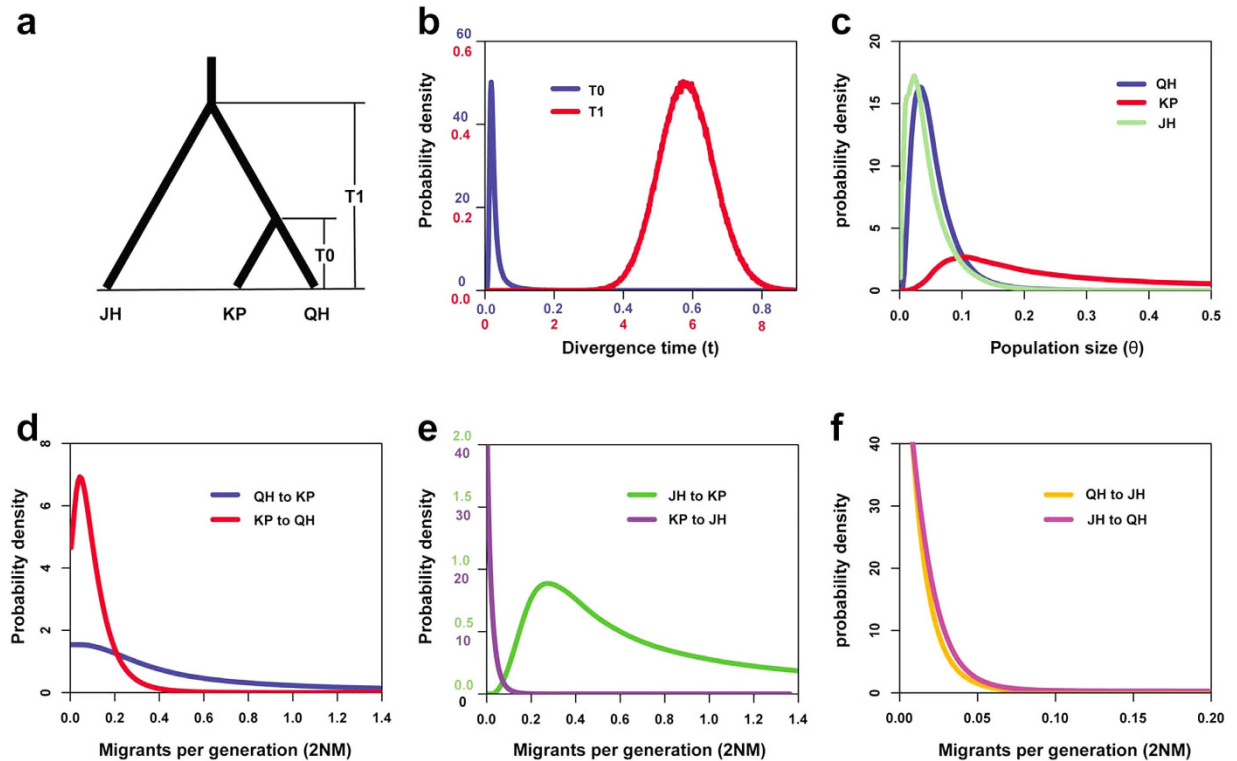 a
T1
T0
JH
KP
QH
b
60
0.6
40
0.4
20
0.2
0
0.0
Probability density
T0
T1
0.0 0.2 0.4 0.6 0.8
0 2 4 6 8
Divergence time (t)
c
20
15
10
5
0
probability density
QH
KP
JH
0.0 0.1 0.2 0.3 0.4 0.5
Population size (θ)
d
8
6
4
2
0
Probability density
QH to KP
KP to QH
0.0 0.2 0.4 0.6 0.8 1.0 1.4
Migrants per generation (2NM)
e
2.0
40
1.5
30
1.0
20
0.5
10
0.0
0
Probability density
JH to KP
KP to JH
0.0 0.2 0.4 0.6 0.8 1.0 1.4
Migrants per generation (2NM)
f
40
30
20
10
0
probability density
QH to JH
JH to QH
0.00 0.05 0.10 0.15 0.20
Migrants per generation (2NM)